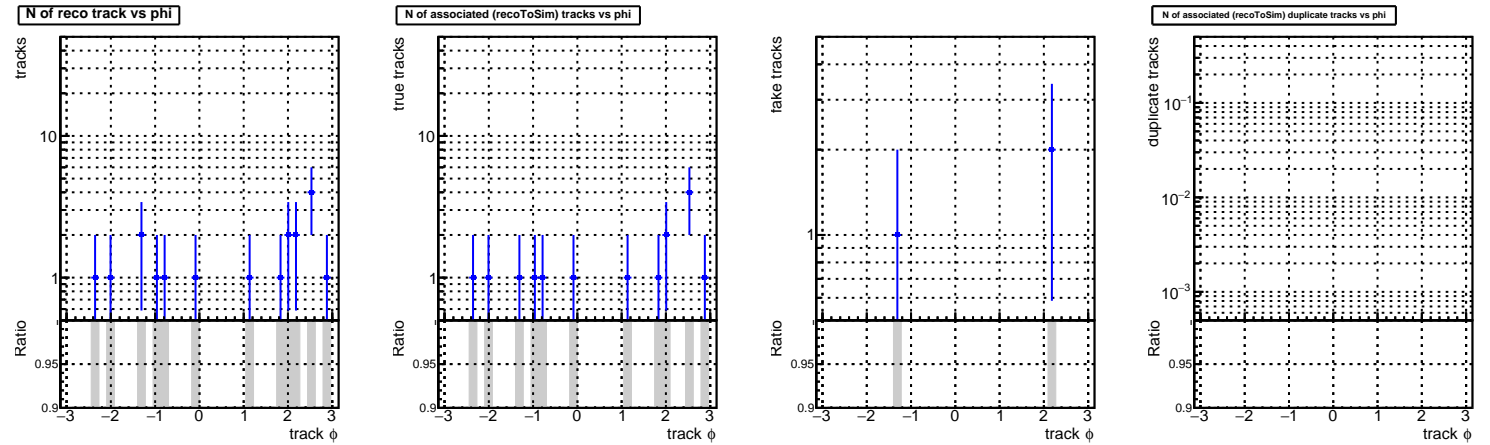 N of reco track vs phi
tracks
10
1
Ratio
1
0.95
0.9
−3 −2 −1 0 1 2 3
track ϕ
N of associated (recoToSim) tracks vs phi
true tracks
10
1
Ratio
1
0.95
0.9
−3 −2 −1 0 1 2 3
track ϕ
fake tracks
1
Ratio
1
0.95
0.9
−3 −2 −1 0 1 2 3
track ϕ
N of associated (recoToSim) duplicate tracks vs phi
duplicate tracks
10⁻¹
10⁻²
10⁻³
Ratio
1
0.95
0.9
−3 −2 −1 0 1 2 3
track ϕ